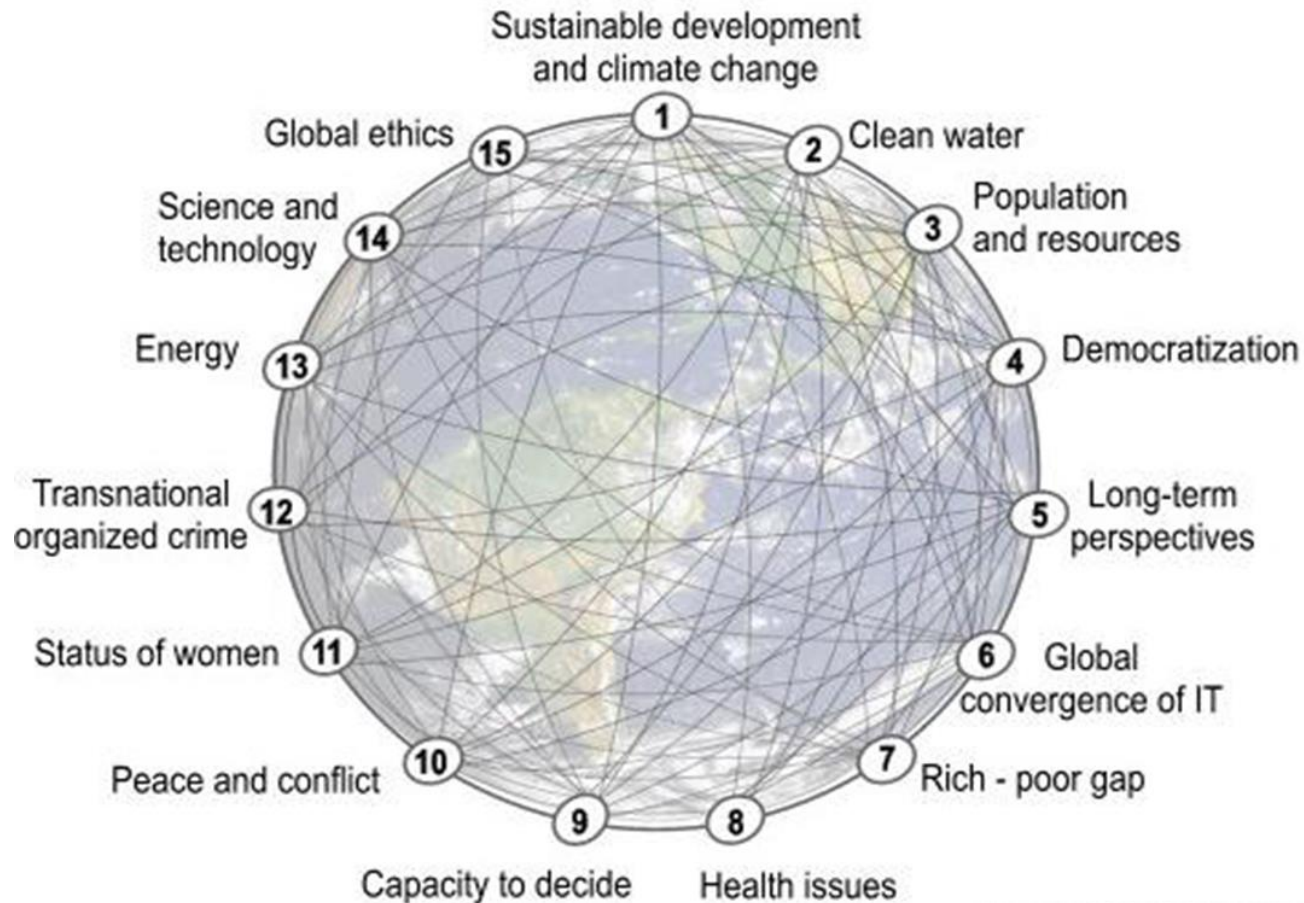 Sustainable development
and climate change
1
2
Clean water
3
Population
and resources
4
Democratization
5
Long-term
perspectives
6
Global
convergence of IT
7
Rich - poor gap
8
Health issues
9
Capacity to decide
10
Peace and conflict
11
Status of women
12
Transnational
organized crime
13
Energy
14
Science and
technology
15
Global ethics